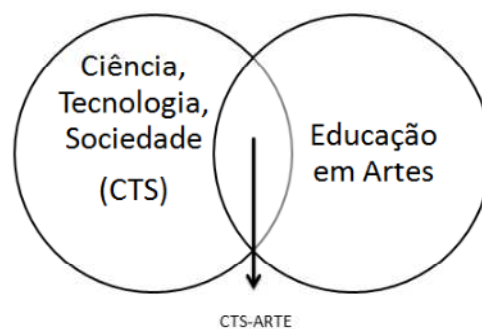 Ciência,
Tecnologia,
Sociedade
(CTS)
Educação
em Artes
CTS-ARTE